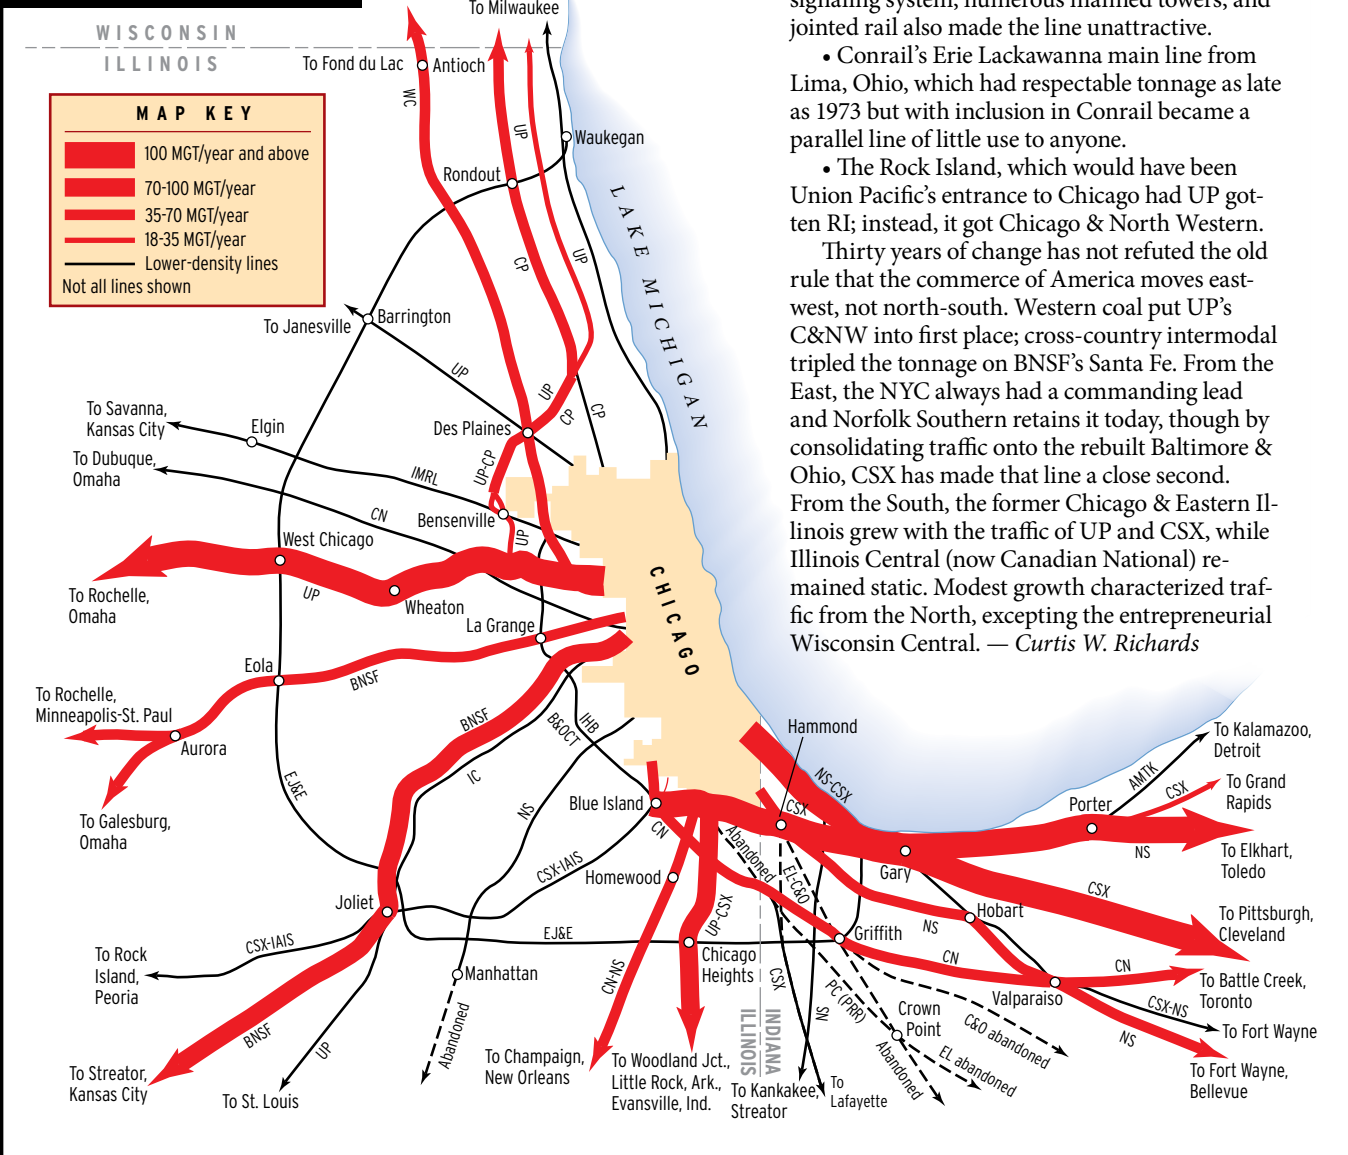 signaling system, numerous manned towers, and
jointed rail also made the line unattractive.
• Conrail's Erie Lackawanna main line from
Lima, Ohio, which had respectable tonnage as late
as 1973 but with inclusion in Conrail became a
parallel line of little use to anyone.
• The Rock Island, which would have been
Union Pacific's entrance to Chicago had UP got-
ten RI; instead, it got Chicago & North Western.
Thirty years of change has not refuted the old
rule that the commerce of America moves east-
west, not north-south. Western coal put UP's
C&NW into first place; cross-country intermodal
tripled the tonnage on BNSF's Santa Fe. From the
East, the NYC always had a commanding lead
and Norfolk Southern retains it today, though by
consolidating traffic onto the rebuilt Baltimore &
Ohio, CSX has made that line a close second.
From the South, the former Chicago & Eastern Il-
linois grew with the traffic of UP and CSX, while
Illinois Central (now Canadian National) re-
mained static. Modest growth characterized traf-
fic from the North, excepting the entrepreneurial
Wisconsin Central. — Curtis W. Richards
WISCONSIN
ILLINOIS
MAP KEY
100 MGT/year and above
70-100 MGT/year
35-70 MGT/year
18-35 MGT/year
Lower-density lines
Not all lines shown
To Milwaukee
To Fond du Lac
Antioch
WC
UP
Waukegan
Rondout
LAKE MICHIGAN
CP
UP
To Janesville
Barrington
UP
UP
CP
CP
To Savanna,
Kansas City
Elgin
Des Plaines
To Dubuque,
Omaha
IMRL
UP-CP
CN
Bensenville
UP
West Chicago
To Rochelle,
Omaha
UP
Wheaton
CHICAGO
La Grange
Eola
BNSF
To Rochelle,
Minneapolis-St. Paul
Aurora
BNSF
B&OCT
IHB
Hammond
To Kalamazoo,
Detroit
EJ&E
IC
NS-CSX
AMTK
CSX
To Grand
Rapids
To Galesburg,
Omaha
NS
Blue Island
CSX
Porter
CN
Abandoned
NS
To Elkhart,
Toledo
CSX-IAIS
Homewood
EL-C&O
Gary
CSX
Joliet
UP-CSX
Hobart
To Pittsburgh,
Cleveland
CSX-IAIS
EJ&E
Griffith
NS
To Rock
Island,
Peoria
Manhattan
Chicago
Heights
CN
CN
To Battle Creek,
Toronto
CN-NS
CSX
PC (PRR)
Valparaiso
CSX-NS
NS
Crown
Point
C&O abandoned
To Fort Wayne
BNSF
UP
Abandoned
ILLINOIS
INDIANA
NS
EL abandoned
Abandoned
To Streator,
Kansas City
To St. Louis
To Champaign,
New Orleans
To Woodland Jct.,
Little Rock, Ark.,
Evansville, Ind.
To Kankakee,
Streator
To
Lafayette
To Fort Wayne,
Bellevue